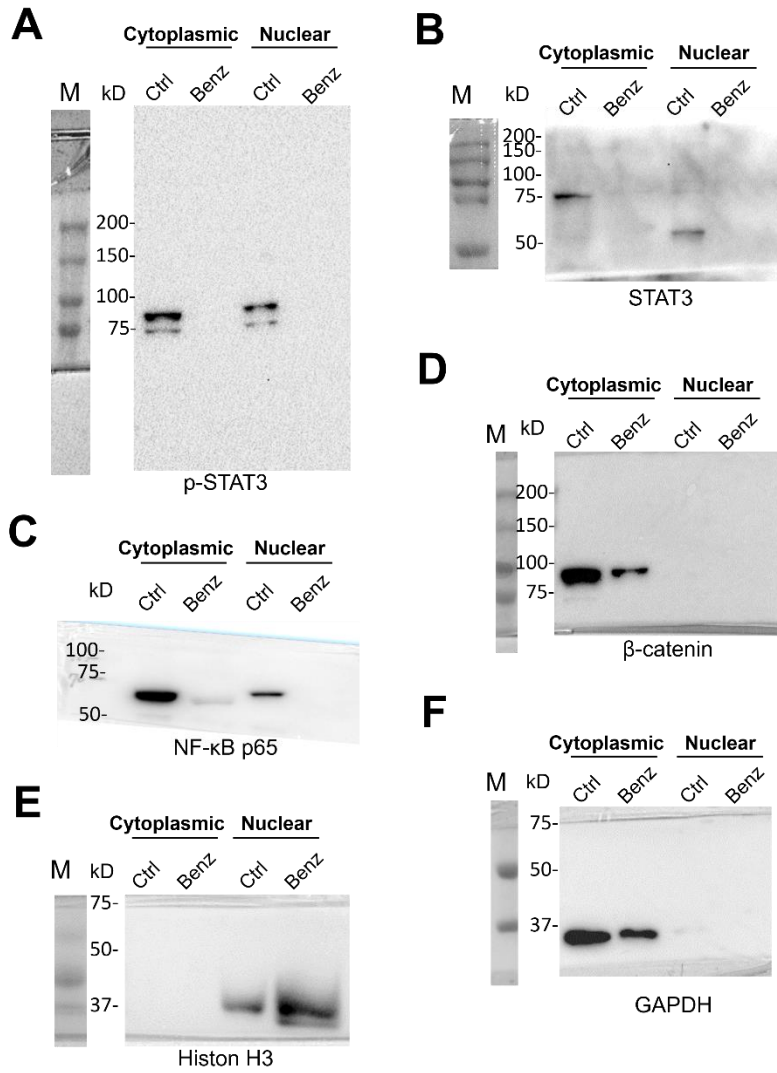 A
Cytoplasmic Nuclear
M kD Ctrl Benz Ctrl Benz
200-
150-
100-
75-
p-STAT3
B
Cytoplasmic Nuclear
M kD Ctrl Benz Ctrl Benz
200-
150-
100-
75-
50-
STAT3
C
Cytoplasmic Nuclear
kD Ctrl Benz Ctrl Benz
100-
75-
50-
NF-κB p65
D
Cytoplasmic Nuclear
M kD Ctrl Benz Ctrl Benz
200-
150-
100-
75-
β-catenin
E
Cytoplasmic Nuclear
M kD Ctrl Benz Ctrl Benz
75-
50-
37-
Histon H3
F
Cytoplasmic Nuclear
M kD Ctrl Benz Ctrl Benz
75-
50-
37-
GAPDH